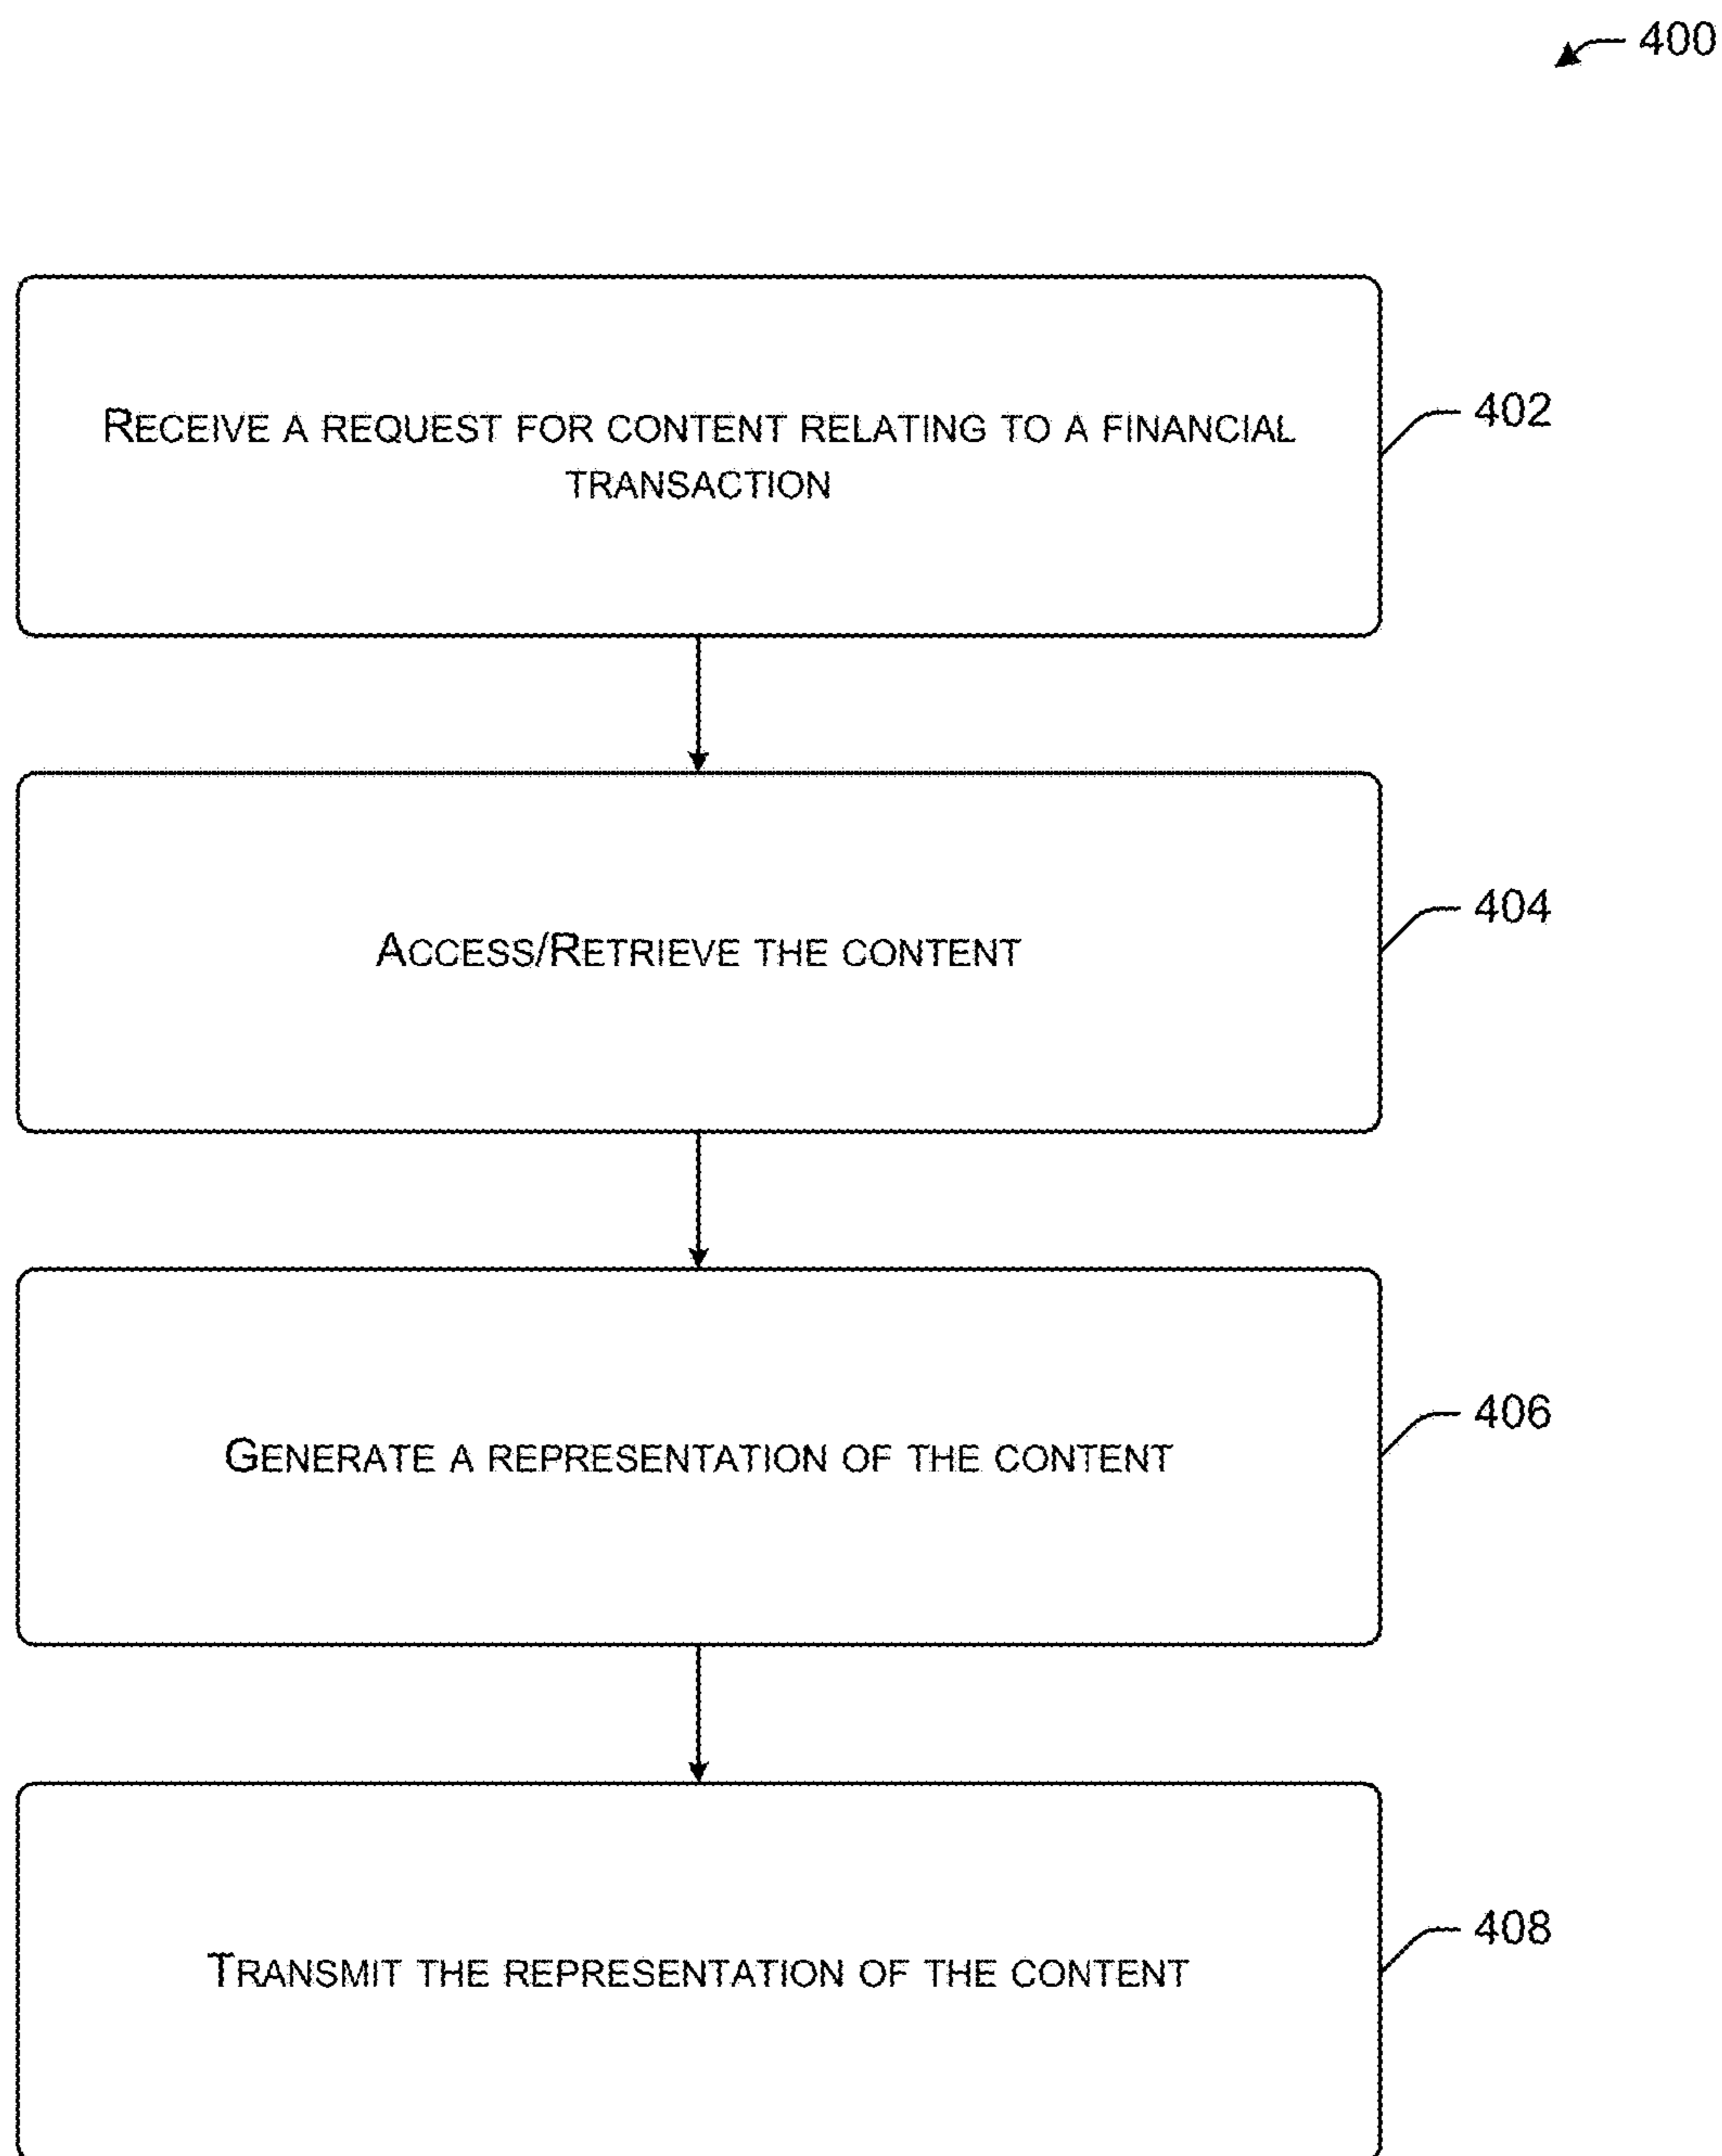 400
RECEIVE A REQUEST FOR CONTENT RELATING TO A FINANCIAL
TRANSACTION
402
ACCESS/RETRIEVE THE CONTENT
404
GENERATE A REPRESENTATION OF THE CONTENT
406
TRANSMIT THE REPRESENTATION OF THE CONTENT
408